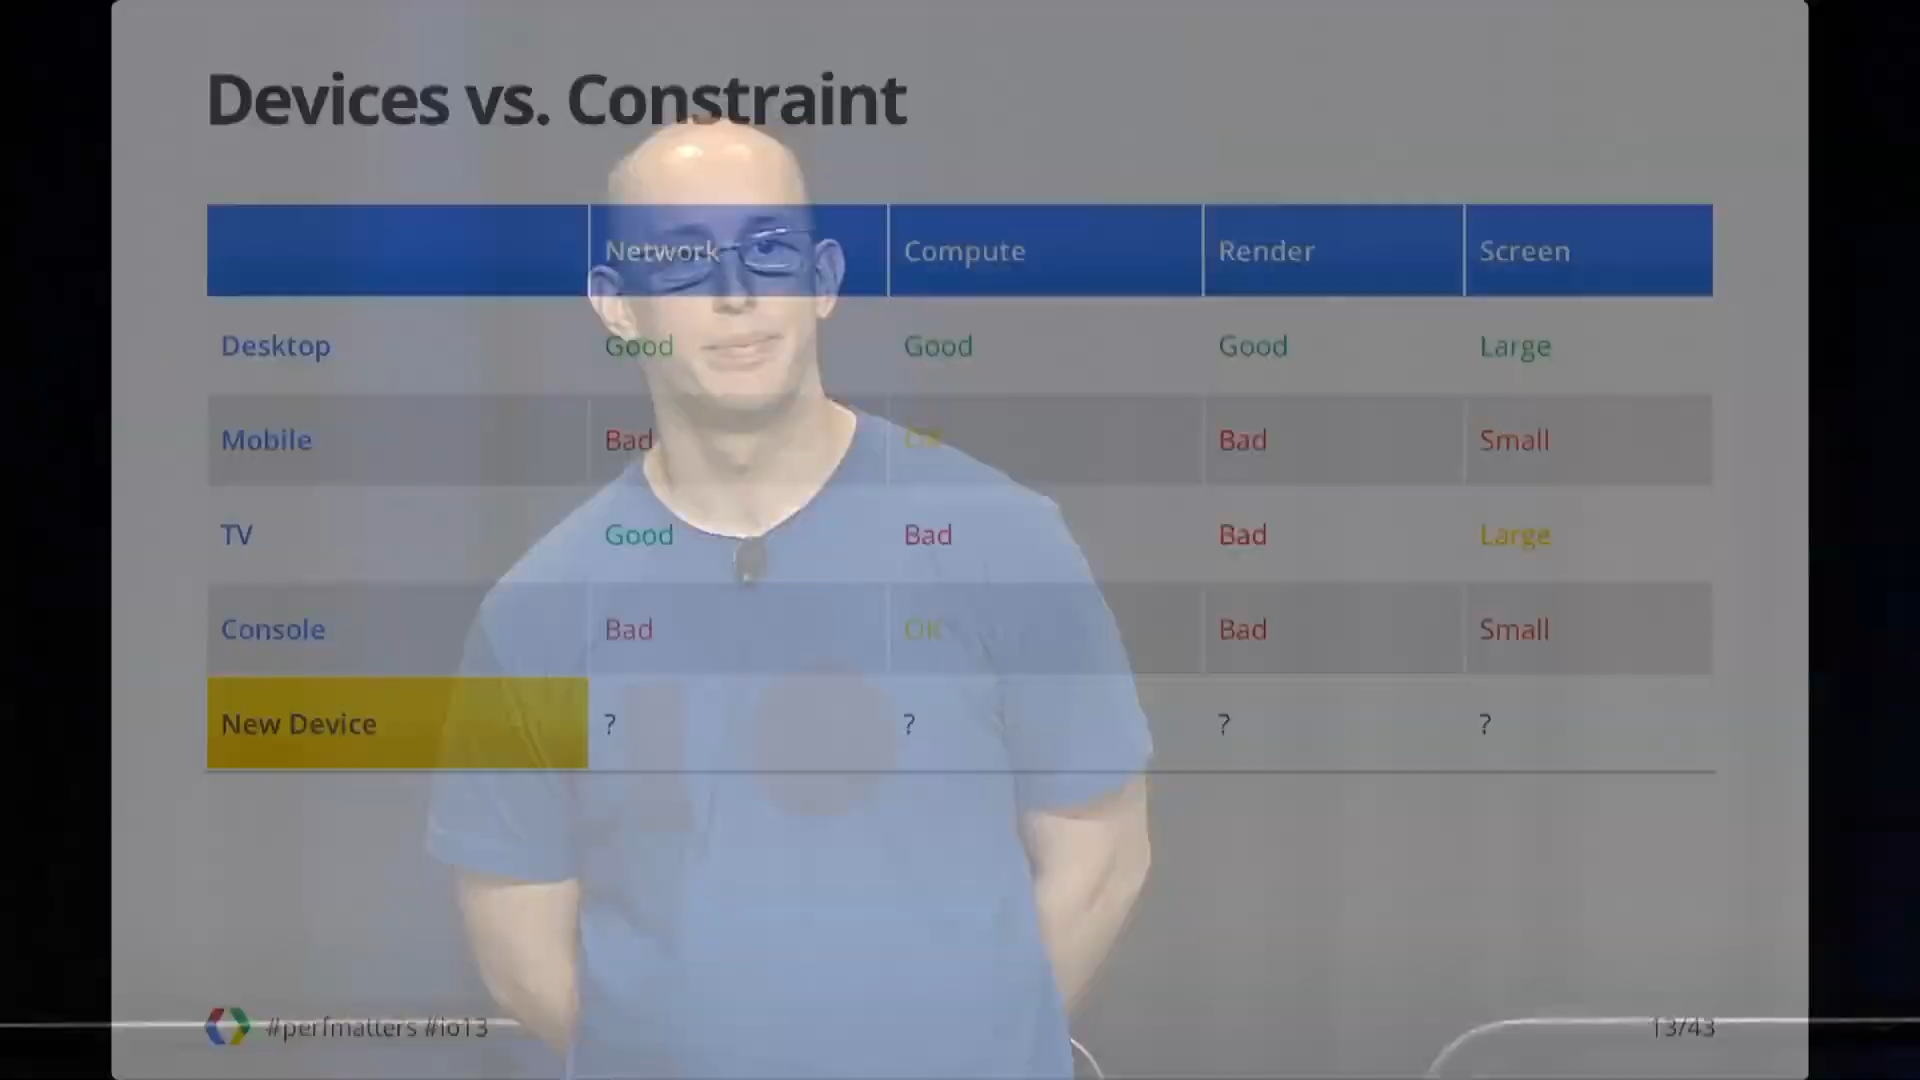 Devices vs. Constraint
Network Compute Render Screen
Desktop Good Good Good Large
Mobile Bad OK Bad Small
TV Good Bad Bad Large
Console Bad OK Bad Small
New Device ? ? ? ?
#perfmatters #io13 13/43